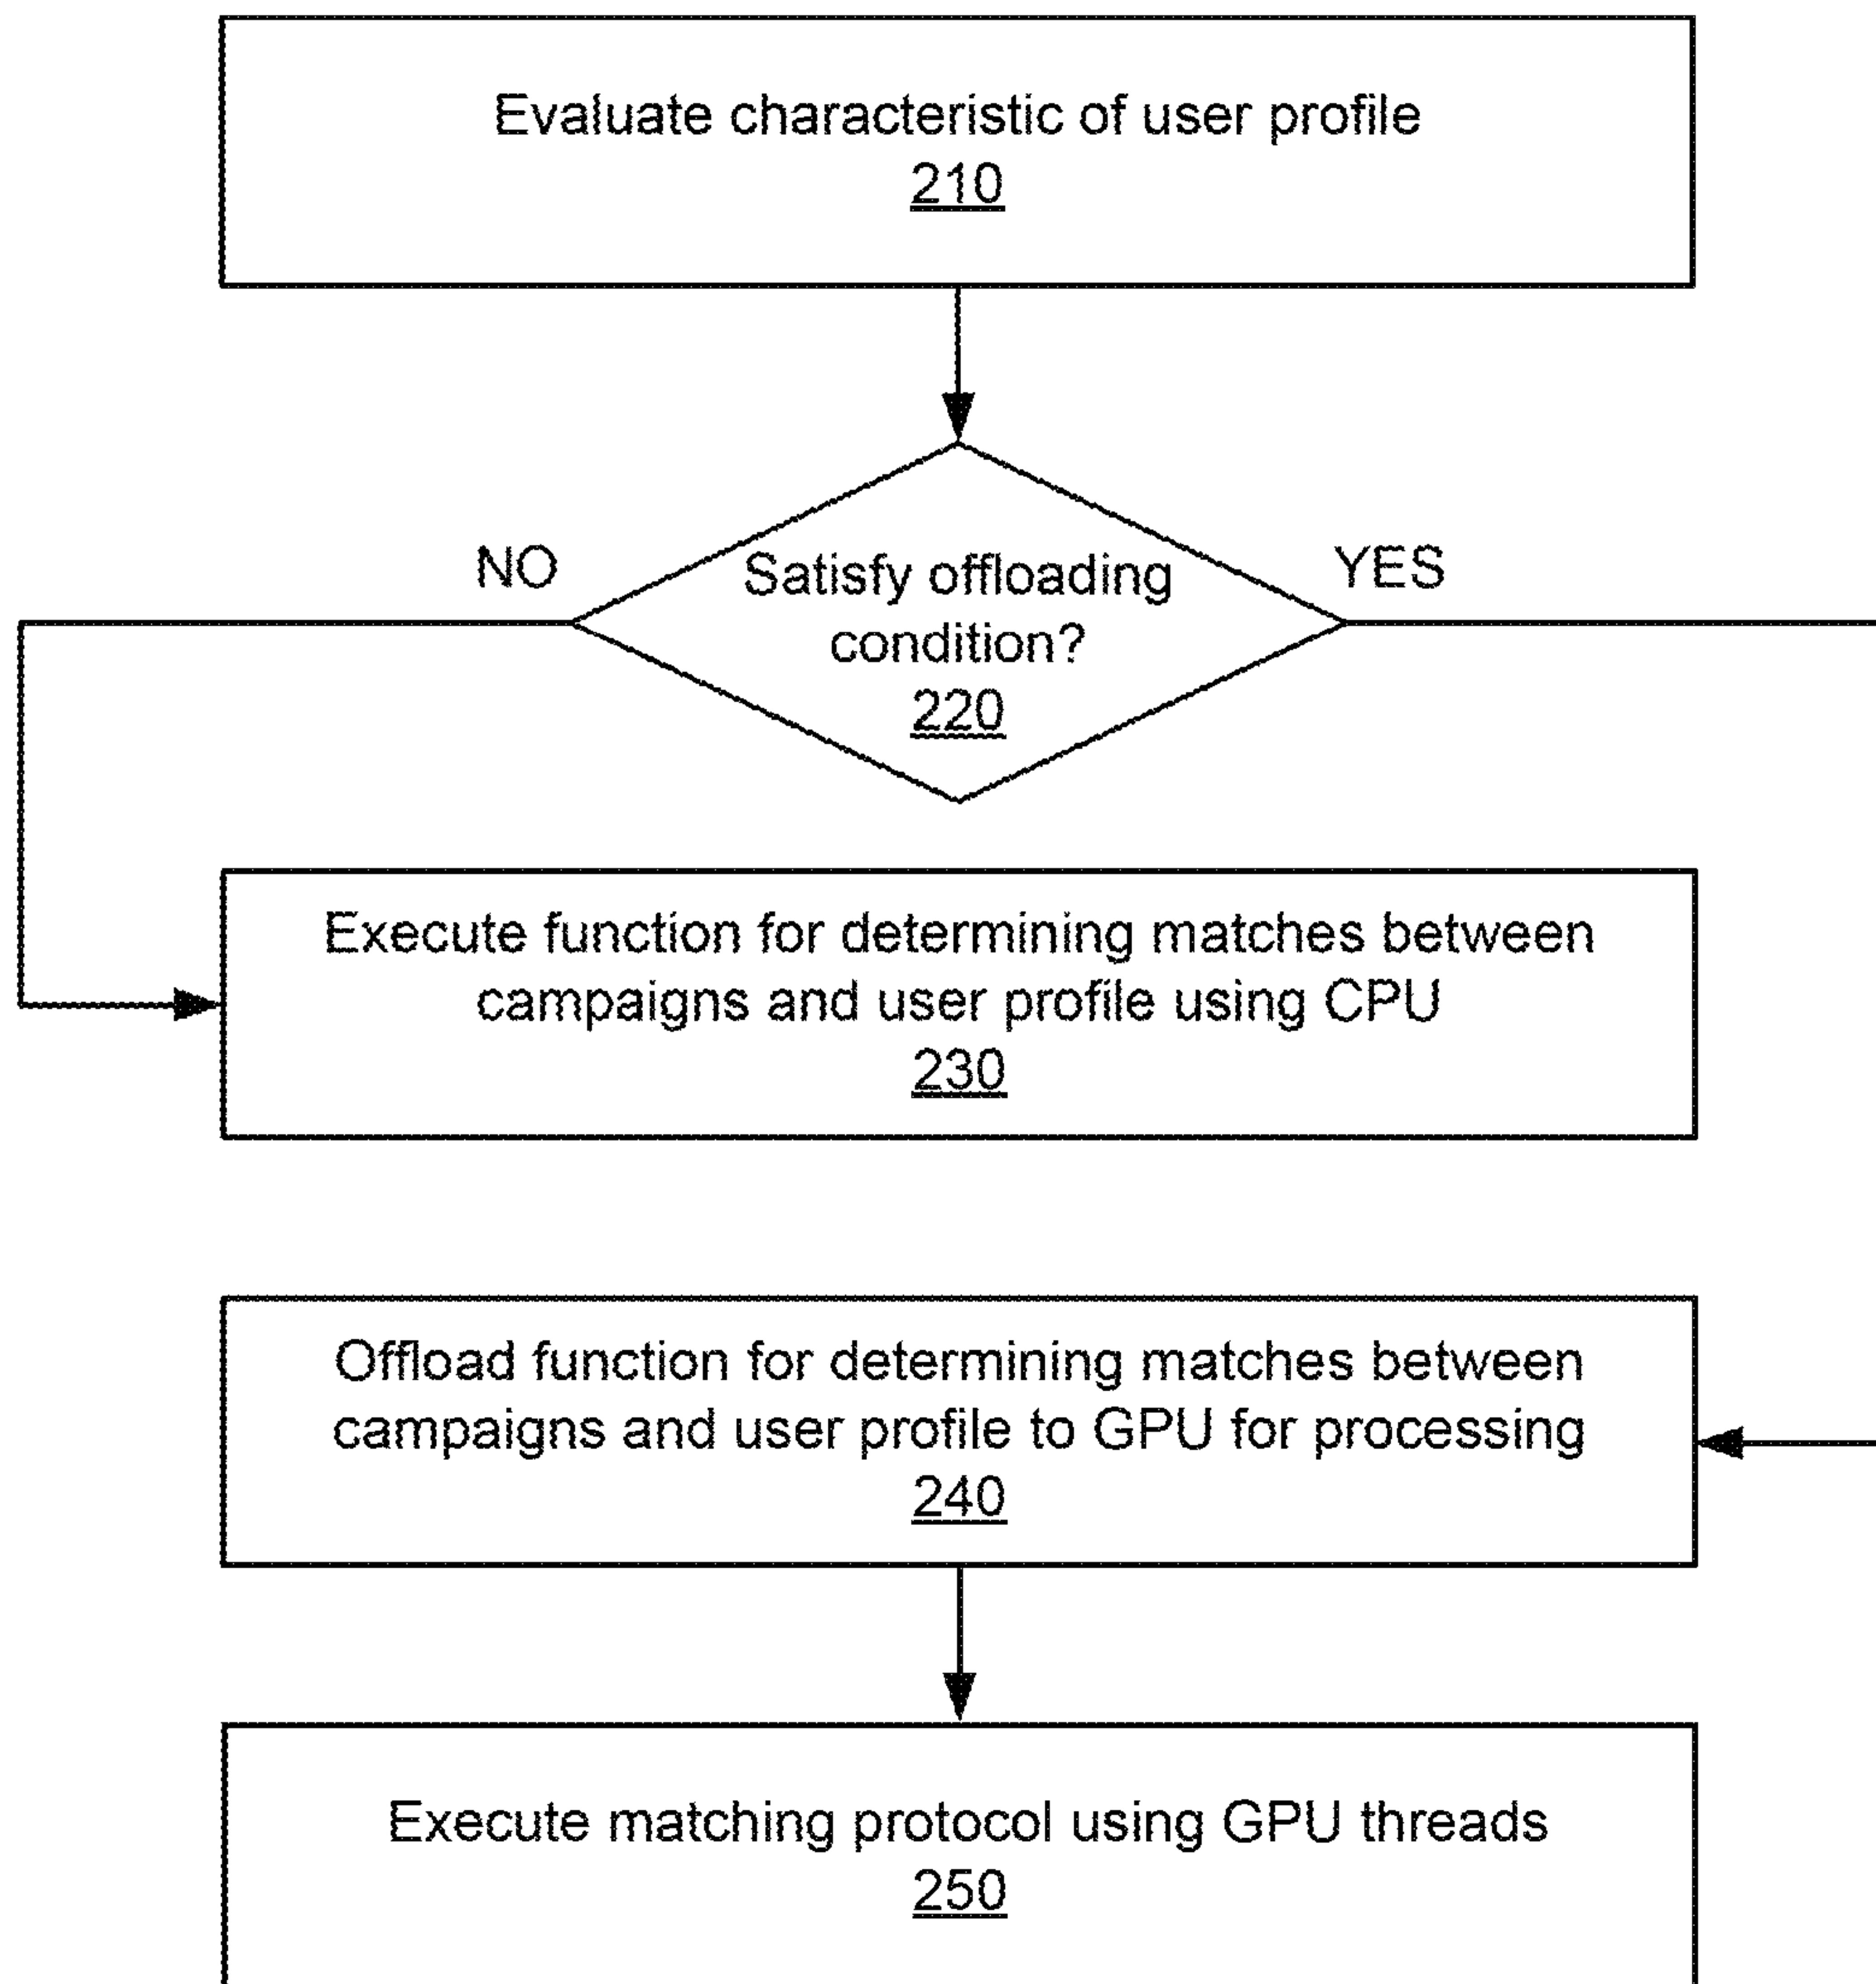 Evaluate characteristic of user profile
210
NO
YES
Satisfy offloading
condition?
220
Execute function for determining matches between
campaigns and user profile using CPU
230
Offload function for determining matches between
campaigns and user profile to GPU for processing
240
Execute matching protocol using GPU threads
250